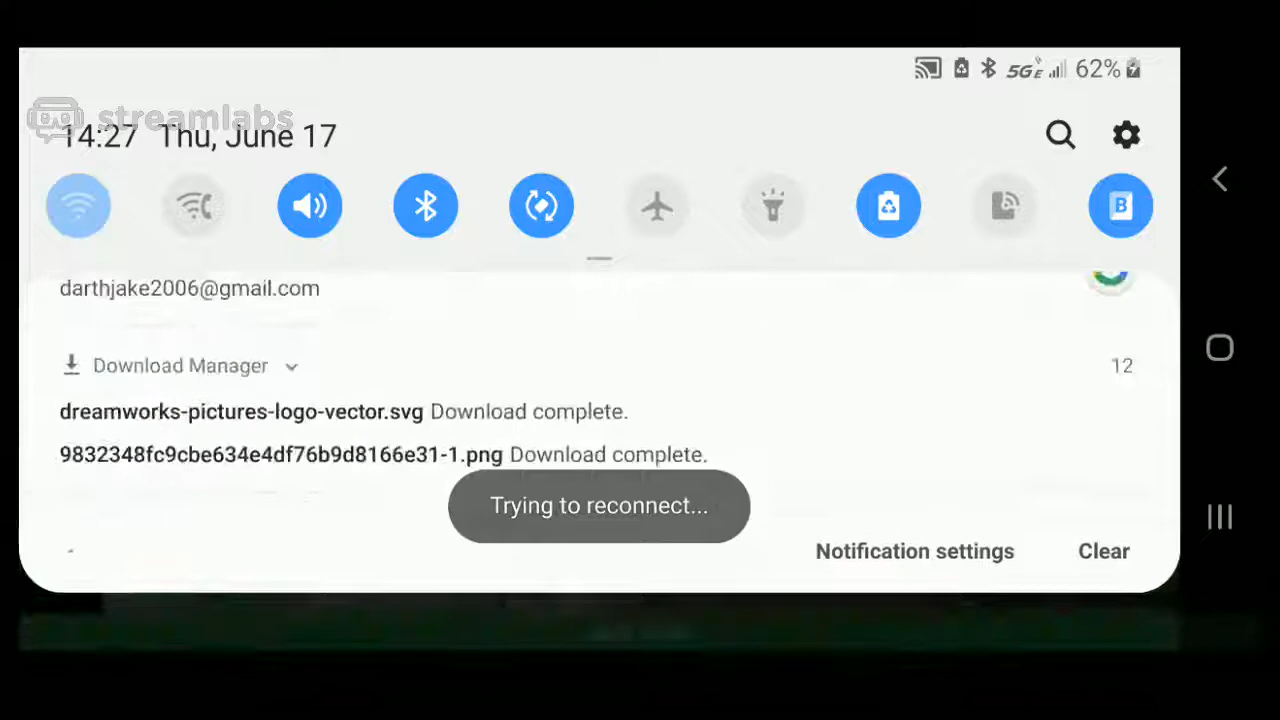 5GE 62%
streamlabs
14:27 Thu, June 17
B
darthjake2006@gmail.com
Download Manager 12
dreamworks-pictures-logo-vector.svg Download complete.
9832348fc9cbe634e4df76b9d8166e31-1.png Download complete.
Trying to reconnect...
Notification settings Clear